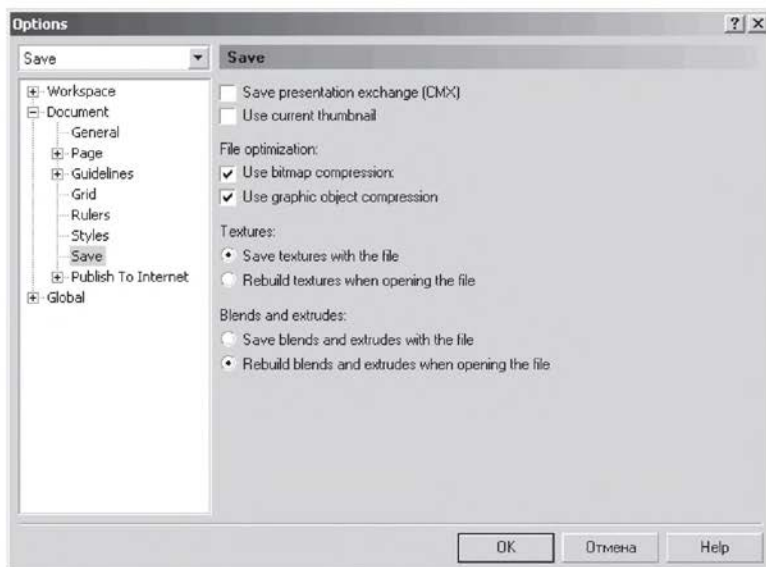 Options
Save
Workspace
Document
General
Page
Guidelines
Grid
Rulers
Styles
Save
Publish To Internet
Global
Save
Save presentation exchange (CMX)
Use current thumbnail
File optimization:
Use bitmap compression:
Use graphic object compression
Textures:
Save textures with the file
Rebuild textures when opening the file
Blends and extrudes:
Save blends and extrudes with the file
Rebuild blends and extrudes when opening the file
OK
Отмена
Help